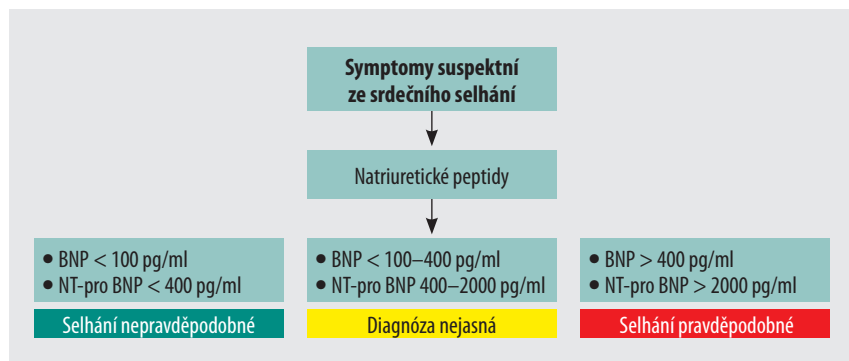 Symptomy suspektní
ze srdečního selhání
Natriuretické peptidy
• BNP < 100 pg/ml
• NT-pro BNP < 400 pg/ml
Selhání nepravděpodobné
• BNP < 100–400 pg/ml
• NT-pro BNP 400–2000 pg/ml
Diagnóza nejasná
• BNP > 400 pg/ml
• NT-pro BNP > 2000 pg/ml
Selhání pravděpodobné